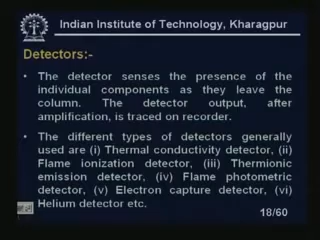 Indian Institute of Technology, Kharagpur
Detectors:-
• The detector senses the presence of the
individual components as they leave the
column. The detector output, after
amplification, is traced on recorder.
• The different types of detectors generally
used are (i) Thermal conductivity detector, (ii)
Flame ionization detector, (iii) Thermionic
emission detector, (iv) Flame photometric
detector, (v) Electron capture detector, (vi)
Helium detector etc.
18/60